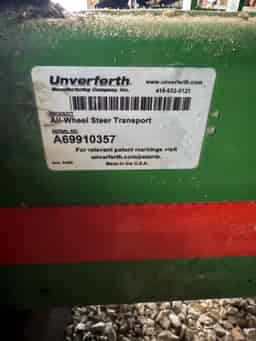 Unverferth
www.unverferth.com
Manufacturing Company, Inc.
419-532-3121
PRODUCT
All-Wheel Steer Transport
SERIAL NO.
A69910357
For relevant patent markings visit
unverferth.com/patents.
Made in the U.S.A.